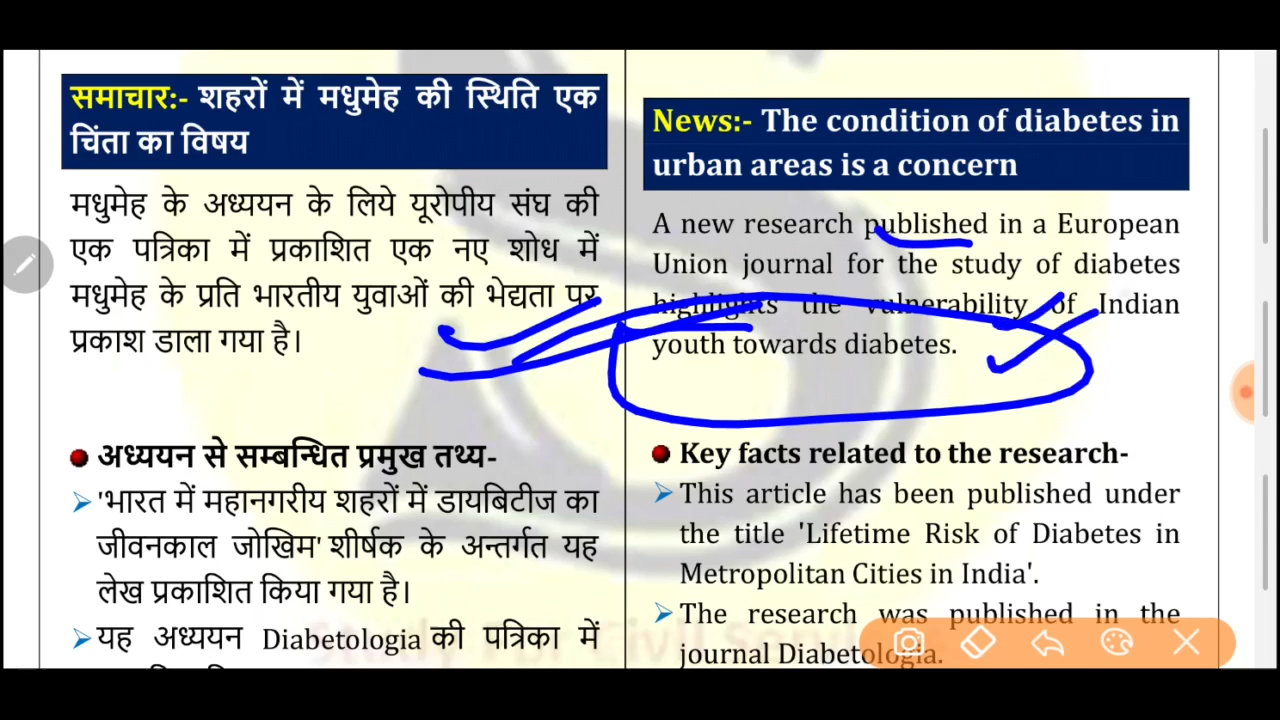 समाचार:- शहरों में मधुमेह की स्थिति एक
चिंता का विषय
मधुमेह के अध्ययन के लिये यूरोपीय संघ की
एक पत्रिका में प्रकाशित एक नए शोध में
मधुमेह के प्रति भारतीय युवाओं की भेद्यता पर
प्रकाश डाला गया है।
अध्ययन से सम्बन्धित प्रमुख तथ्य-
'भारत में महानगरीय शहरों में डायबिटीज का
जीवनकाल जोखिम' शीर्षक के अन्तर्गत यह
लेख प्रकाशित किया गया है।
यह अध्ययन Diabetologia की पत्रिका में
News:- The condition of diabetes in
urban areas is a concern
A new research published in a European
Union journal for the study of diabetes
highlights the vulnerability of Indian
youth towards diabetes.
Key facts related to the research-
This article has been published under
the title 'Lifetime Risk of Diabetes in
Metropolitan Cities in India'.
The research was published in the
journal Diabetologia.
Study For Civil